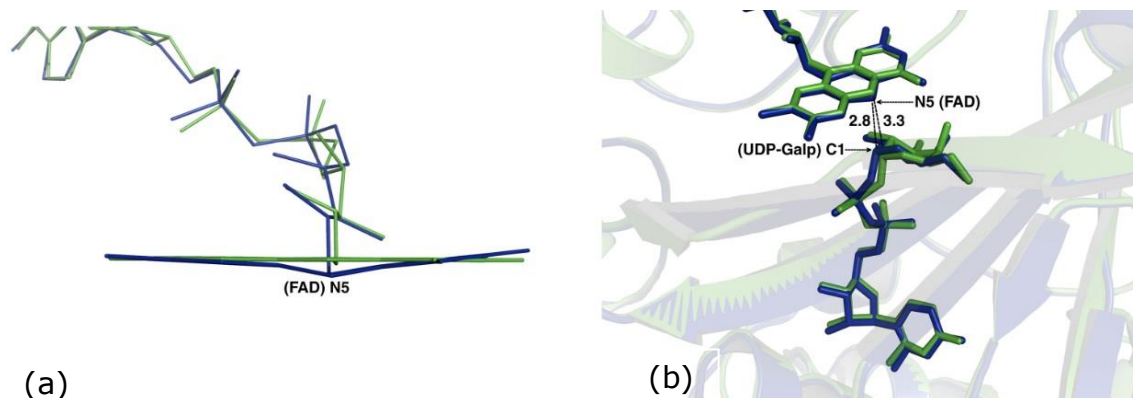 (FAD) N5
(a)
N5 (FAD)
2.8 3.3
(UDP-Galp) C1
(b)